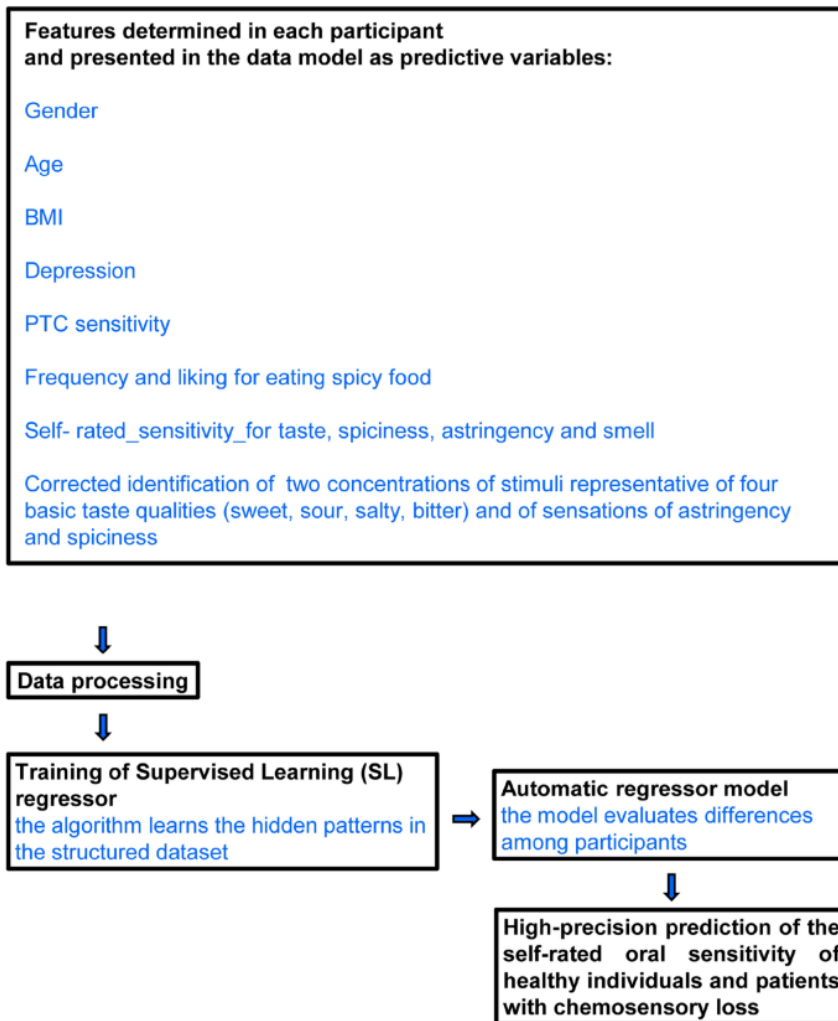 Features determined in each participant
and presented in the data model as predictive variables:
Gender
Age
BMI
Depression
PTC sensitivity
Frequency and liking for eating spicy food
Self- rated_sensitivity_for taste, spiciness, astringency and smell
Corrected identification of two concentrations of stimuli representative of four
basic taste qualities (sweet, sour, salty, bitter) and of sensations of astringency
and spiciness
Data processing
Training of Supervised Learning (SL)
regressor
the algorithm learns the hidden patterns in
the structured dataset
Automatic regressor model
the model evaluates differences
among participants
High-precision prediction of the
self-rated oral sensitivity of
healthy individuals and patients
with chemosensory loss